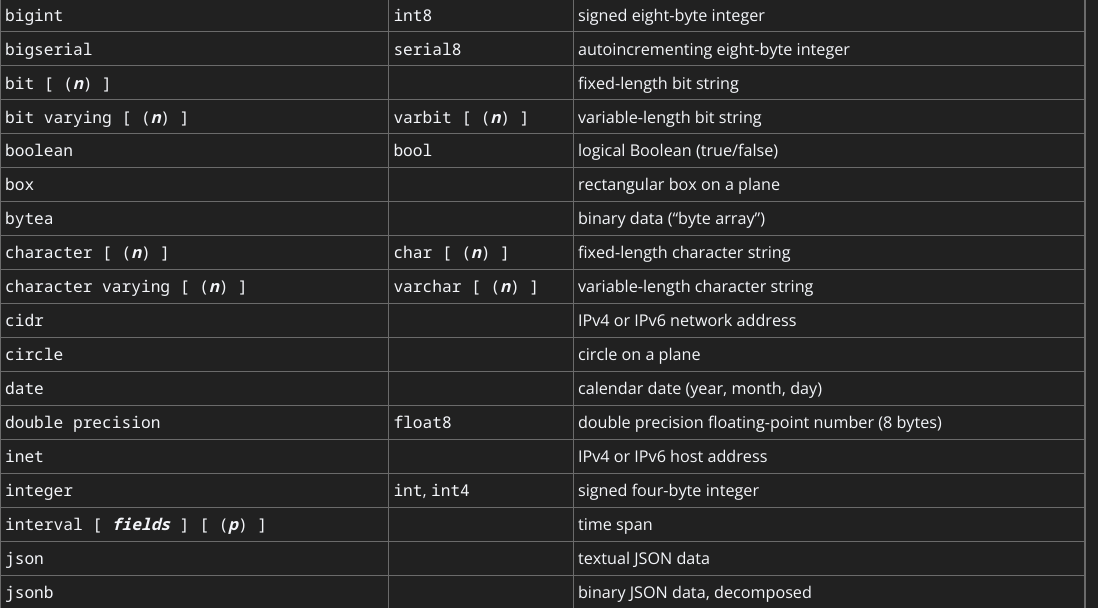 bigint int8 signed eight-byte integer
bigserial serial8 autoincrementing eight-byte integer
bit [ (n) ] fixed-length bit string
bit varying [ (n) ] varbit [ (n) ] variable-length bit string
boolean bool logical Boolean (true/false)
box rectangular box on a plane
bytea binary data (“byte array”)
character [ (n) ] char [ (n) ] fixed-length character string
character varying [ (n) ] varchar [ (n) ] variable-length character string
cidr IPv4 or IPv6 network address
circle circle on a plane
date calendar date (year, month, day)
double precision float8 double precision floating-point number (8 bytes)
inet IPv4 or IPv6 host address
integer int, int4 signed four-byte integer
interval [ fields ] [ (p) ] time span
json textual JSON data
jsonb binary JSON data, decomposed